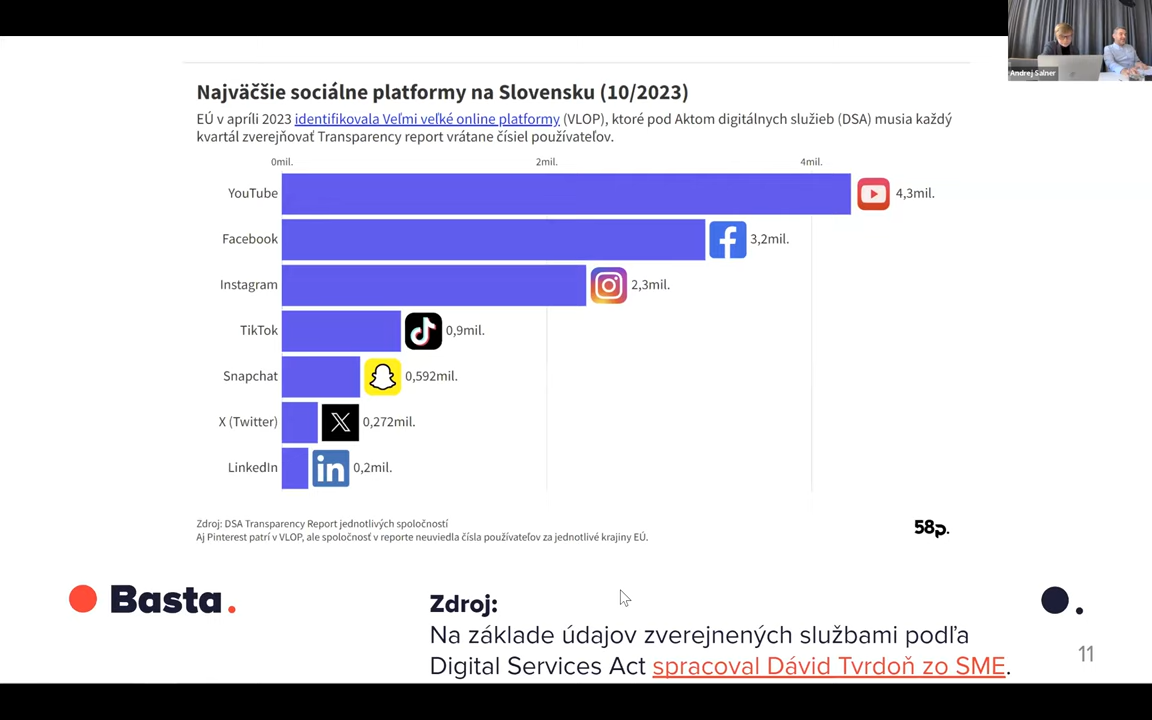 Andrej Salner
Najväčšie sociálne platformy na Slovensku (10/2023)
EÚ v apríli 2023 identifikovala Veľmi veľké online platformy (VLOP), ktoré pod Aktom digitálnych služieb (DSA) musia každý
kvartál zverejňovať Transparency report vrátane čísiel používateľov.
0mil. 2mil. 4mil.
YouTube 4,3mil.
Facebook 3,2mil.
Instagram 2,3mil.
TikTok 0,9mil.
Snapchat 0,592mil.
X (Twitter) 0,272mil.
LinkedIn in 0,2mil.
Zdroj: DSA Transparency Report jednotlivých spoločností
Aj Pinterest patrí v VLOP, ale spoločnosť v reporte neuviedla čísla používateľov za jednotlivé krajiny EÚ.
58p.
Basta.
Zdroj:
Na základe údajov zverejnených službami podľa
Digital Services Act spracoval Dávid Tvrdoň zo SME.
11